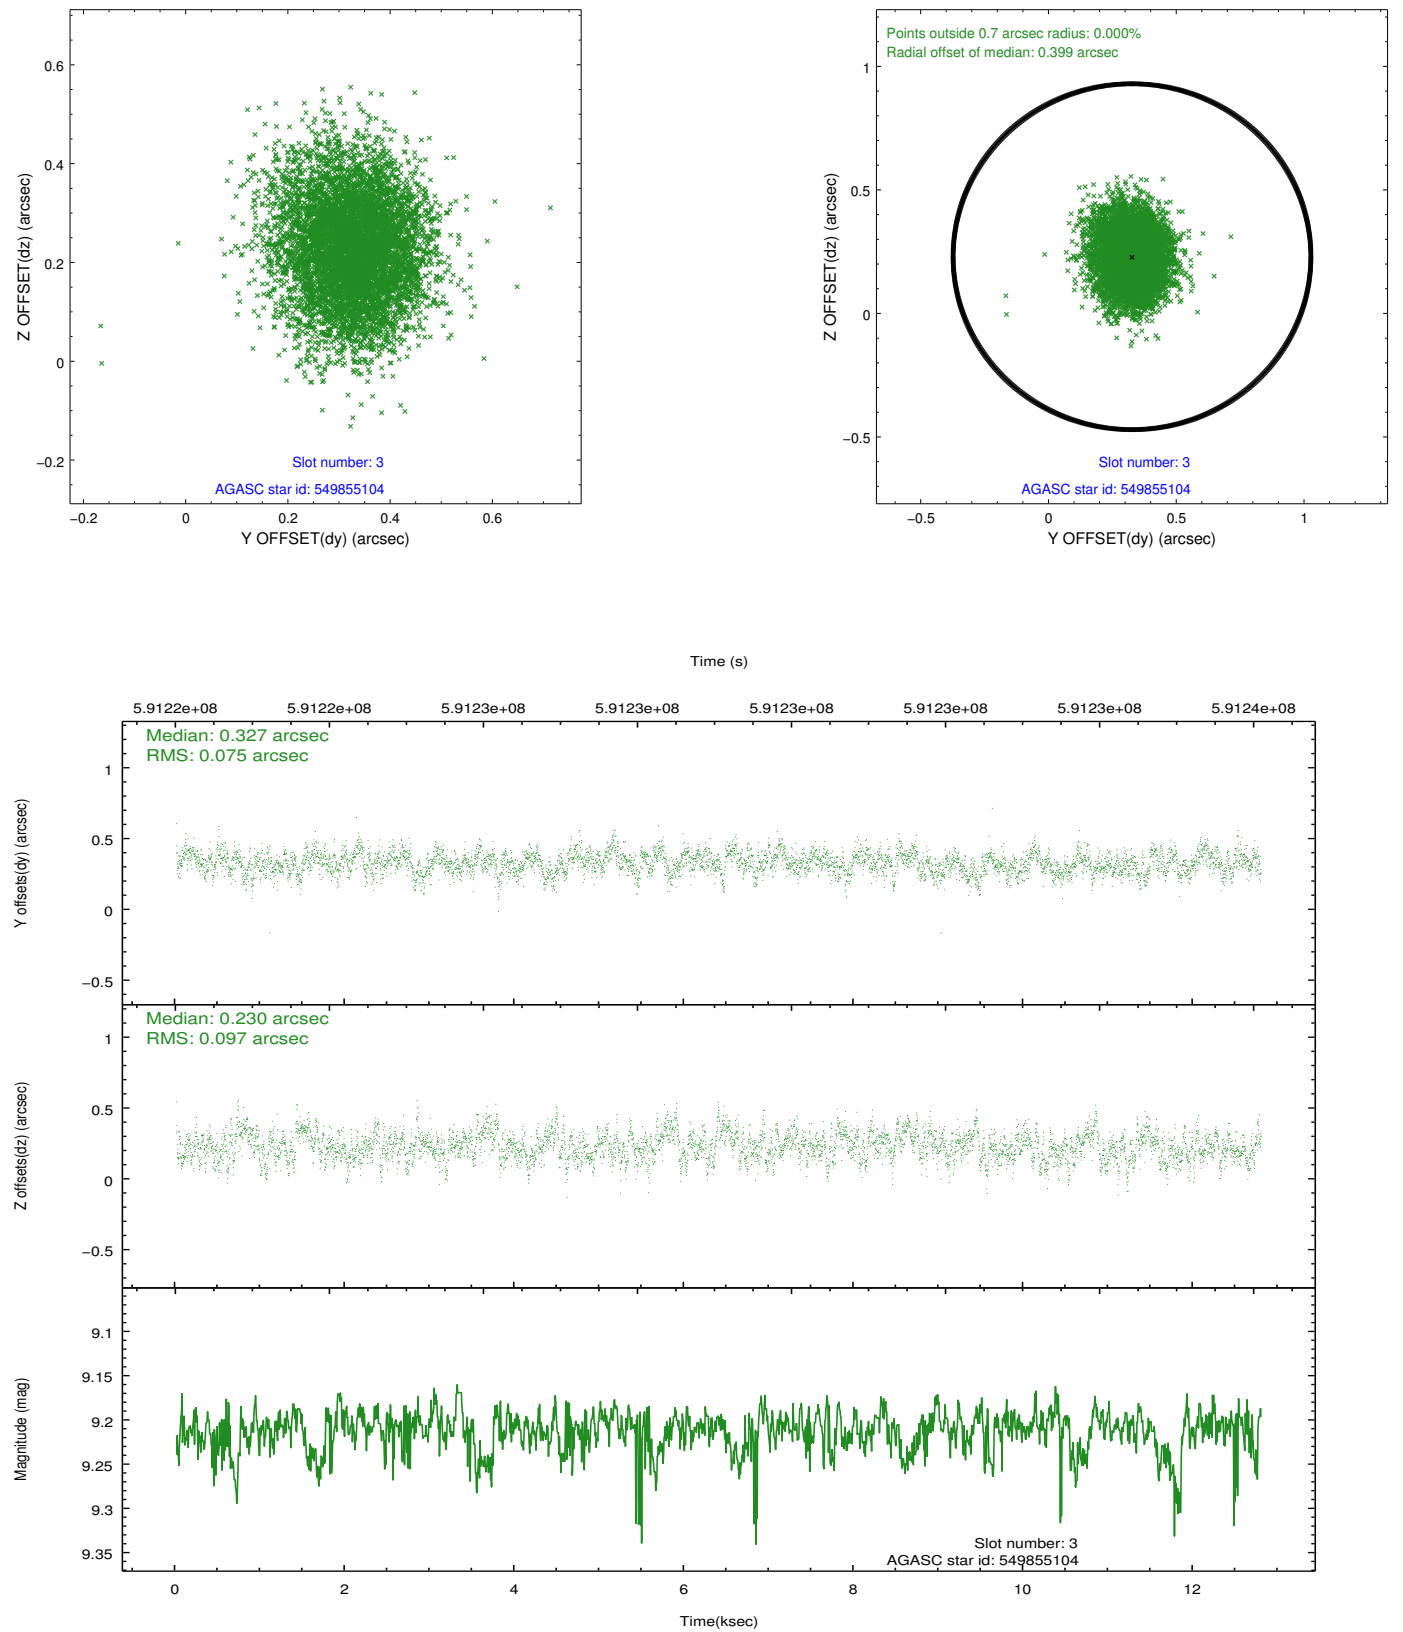 0.6
0.4
0.2
0
−0.2
−0.2 0 0.2 0.4 0.6
Z OFFSET(dz) (arcsec)
Y OFFSET(dy) (arcsec)
Slot number: 3
AGASC star id: 549855104
Points outside 0.7 arcsec radius: 0.000%
Radial offset of median: 0.399 arcsec
1
0.5
0
−0.5
−0.5 0 0.5 1
Z OFFSET(dz) (arcsec)
Y OFFSET(dy) (arcsec)
Slot number: 3
AGASC star id: 549855104
Time (s)
5.9122e+08 5.9122e+08 5.9123e+08 5.9123e+08 5.9123e+08 5.9123e+08 5.9123e+08 5.9124e+08
Median: 0.327 arcsec
RMS: 0.075 arcsec
1
0.5
0
−0.5
Y offsets(dy) (arcsec)
Median: 0.230 arcsec
RMS: 0.097 arcsec
1
0.5
0
−0.5
Z offsets(dz) (arcsec)
9.1
9.15
9.2
9.25
9.3
9.35
Magnitude (mag)
Slot number: 3
AGASC star id: 549855104
0 2 4 6 8 10 12
Time(ksec)